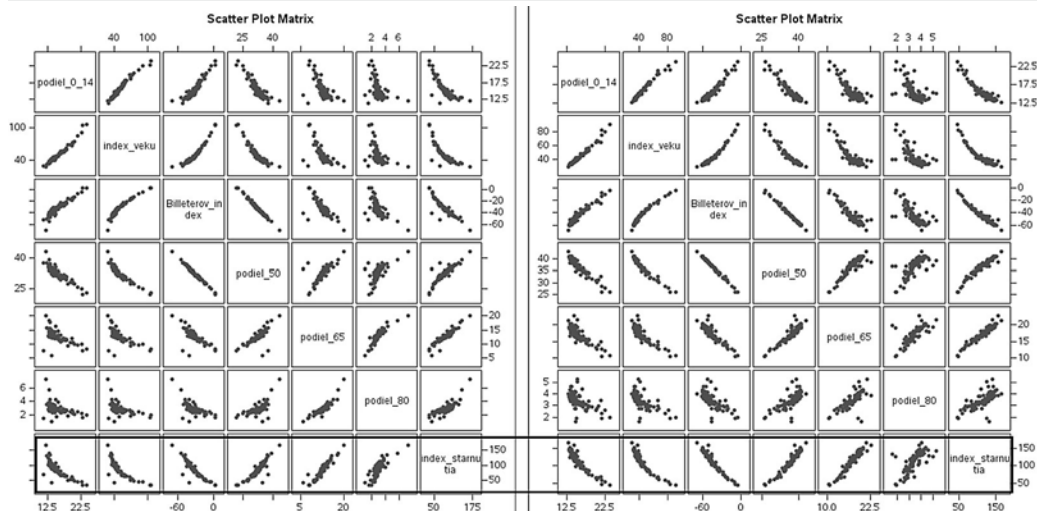 Scatter Plot Matrix
40 100 25 40 2 4 6
podiel_0_14
22.5
17.5
12.5
100
40
index_veku
Billeterov_in
dex
0
-20
-40
-60
40
25
podiel_50
podiel_65
20
15
10
5
6
4
2
podiel_80
index_starnu
tia
150
100
50
12.5 22.5 -60 0 5 20 50 175
Scatter Plot Matrix
40 80 25 40 2 3 4 5
podiel_0_14
22.5
17.5
12.5
80
60
40
index_veku
Billeterov_in
dex
0
-20
-40
-60
40
35
30
25
podiel_50
podiel_65
20
15
10
5
4
3
2
podiel_80
index_starnu
tia
150
100
50
12.5 22.5 -60 0 10.0 22.5 50 150